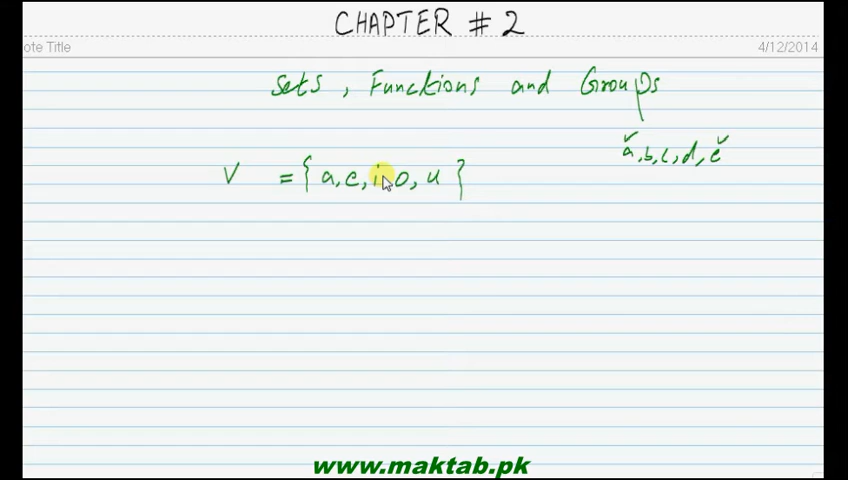 CHAPTER # 2
ote Title
4/12/2014
Sets, Functions and Groups
a, b, c, d, e
V = { a, e, i, o, u }
www.maktab.pk